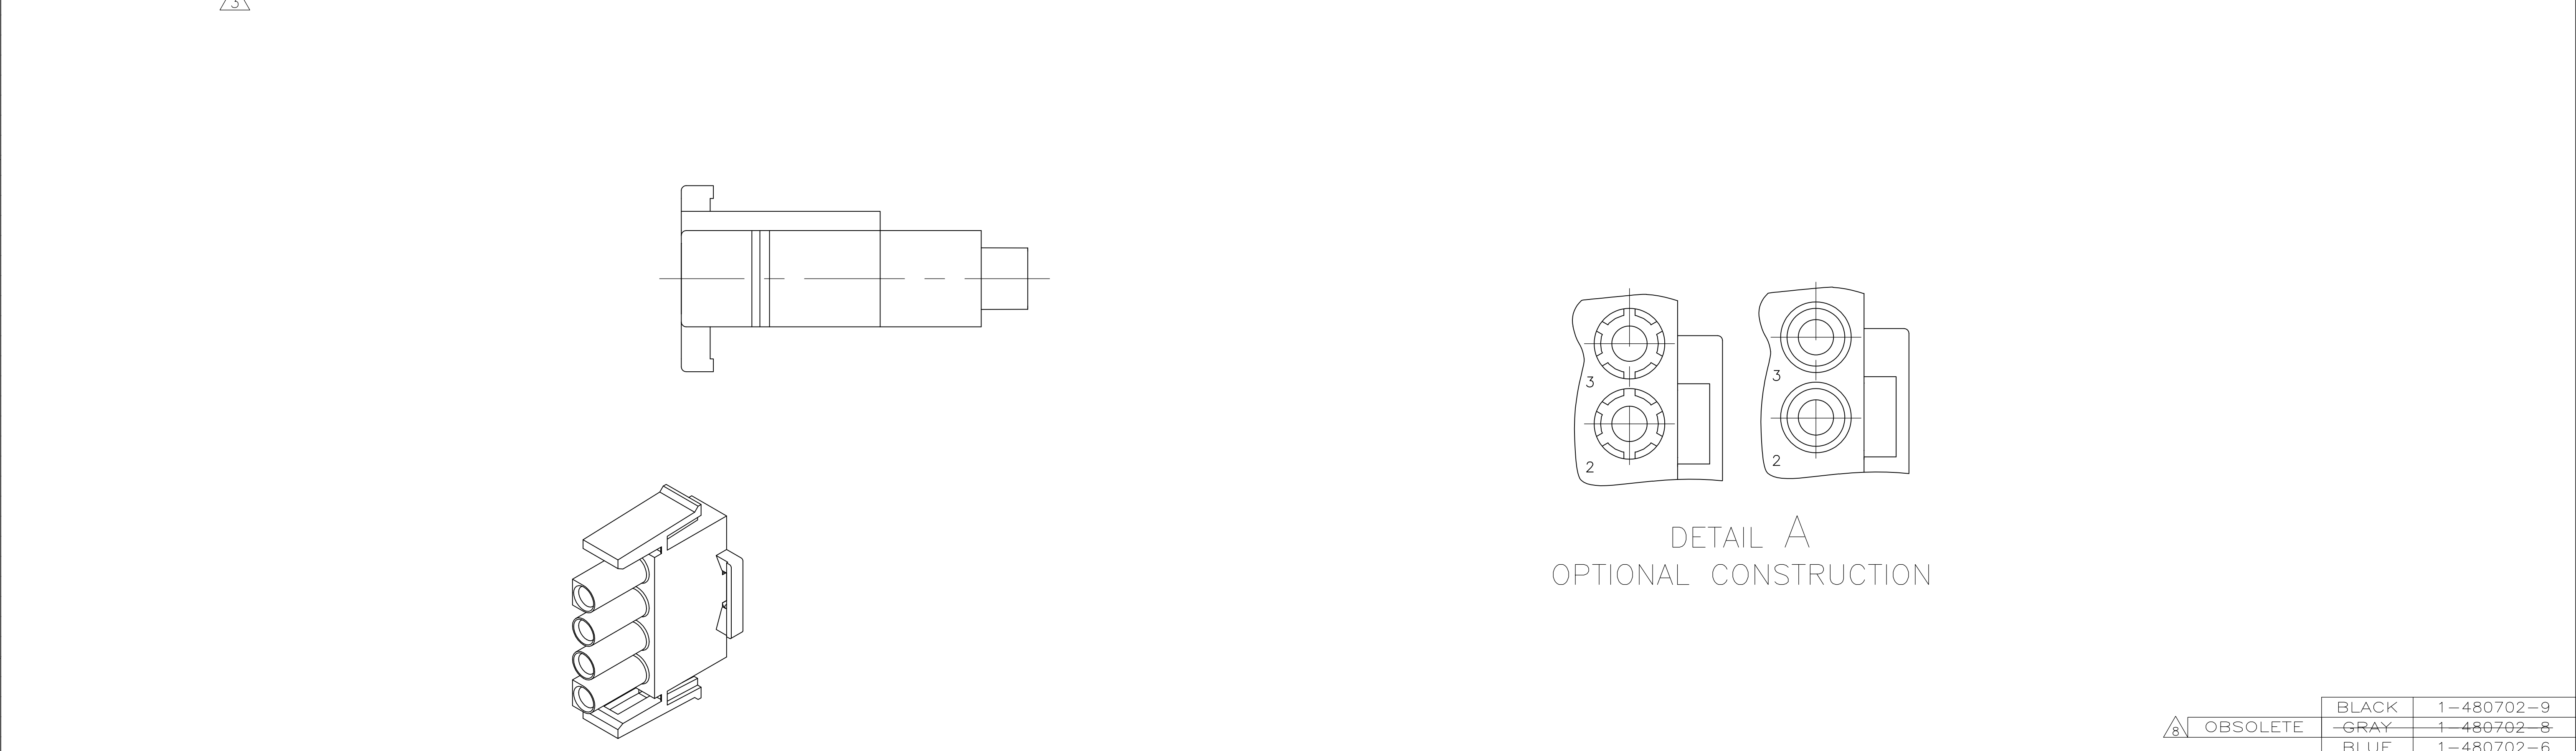 3
3
3
2
2
DETAIL A
OPTIONAL CONSTRUCTION
BLACK 1-480702-9
8 OBSOLETE GRAY 1-480702-8
BLUE 1-480702-6